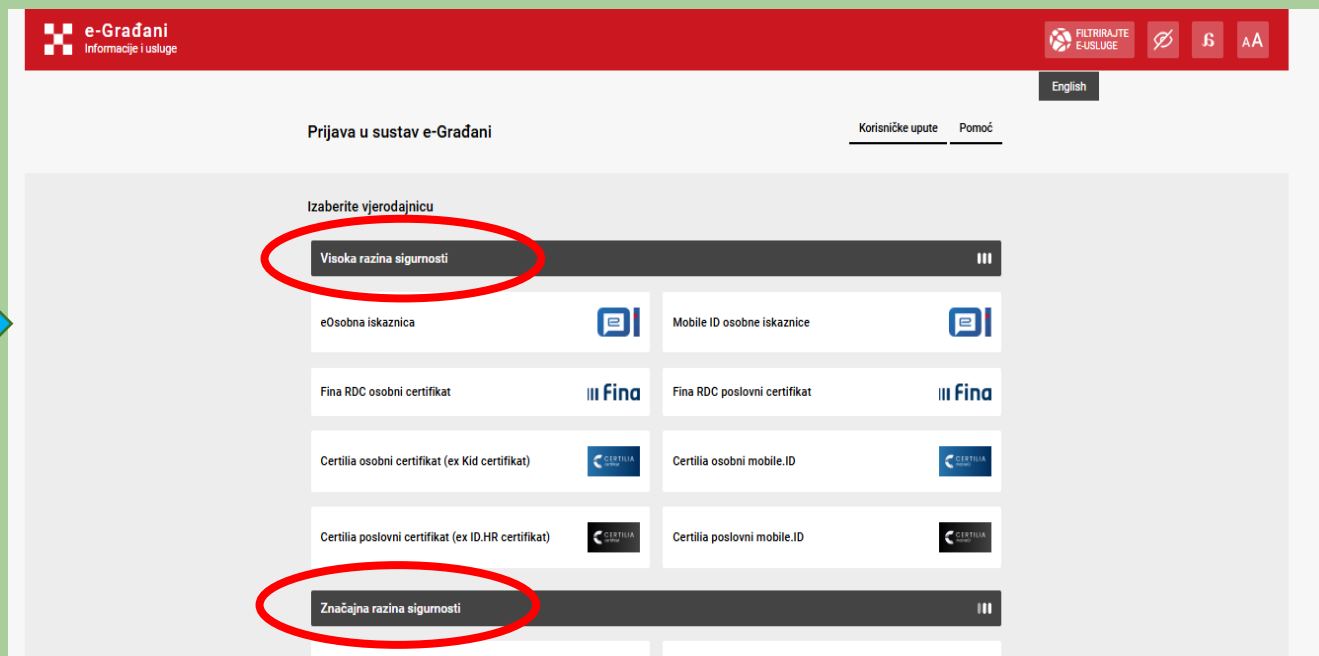 e-Građani
Informacije i usluge
FILTRIRAJTE
E-USLUGE
AA
English
Prijava u sustav e-Građani
Korisničke upute
Pomoć
Izaberite vjerodajnicu
Visoka razina sigurnosti
eOsobna iskaznica
Mobile ID osobne iskaznice
Fina RDC osobni certifikat
Fina
Fina RDC poslovni certifikat
Fina
Certilia osobni certifikat (ex Kid certifikat)
CERTILIA
Certilia osobni mobile.ID
CERTILIA
Certilia poslovni certifikat (ex ID.HR certifikat)
CERTILIA
Certilia poslovni mobile.ID
CERTILIA
Značajna razina sigurnosti